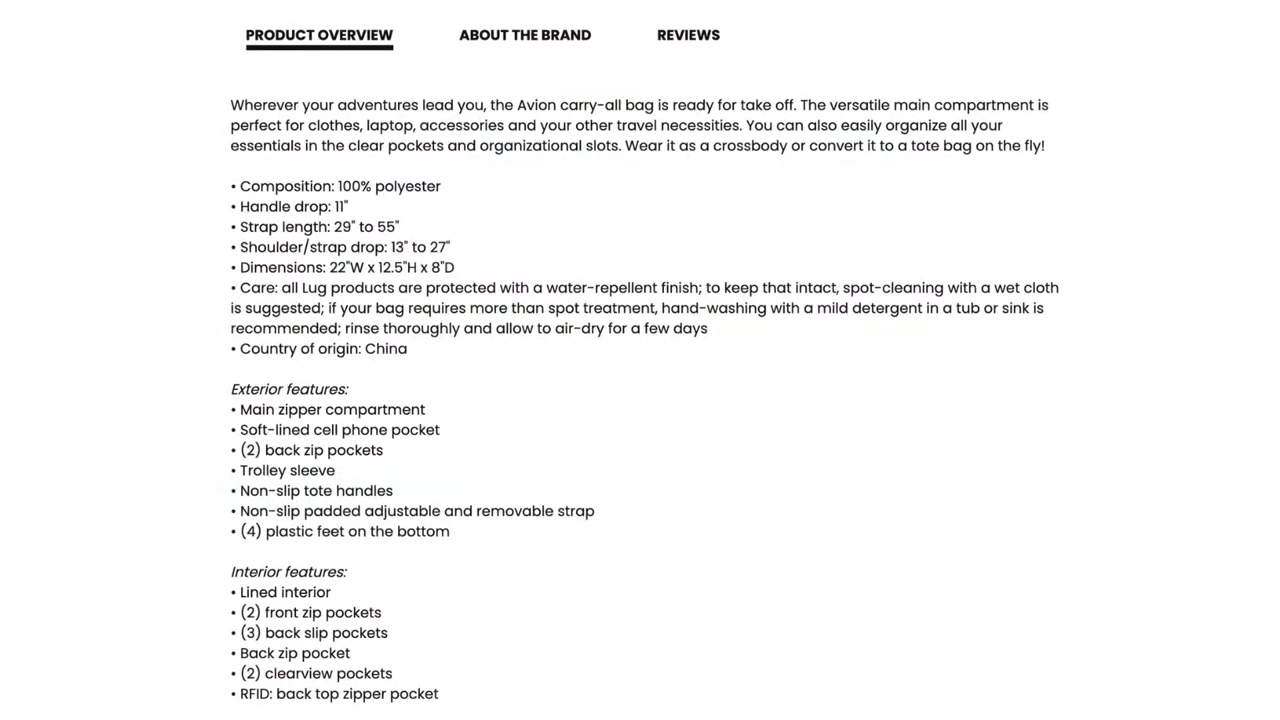 PRODUCT OVERVIEW ABOUT THE BRAND REVIEWS
Wherever your adventures lead you, the Avion carry-all bag is ready for take off. The versatile main compartment is
perfect for clothes, laptop, accessories and your other travel necessities. You can also easily organize all your
essentials in the clear pockets and organizational slots. Wear it as a crossbody or convert it to a tote bag on the fly!
• Composition: 100% polyester
• Handle drop: 11"
• Strap length: 29" to 55"
• Shoulder/strap drop: 13" to 27"
• Dimensions: 22"W x 12.5"H x 8"D
• Care: all Lug products are protected with a water-repellent finish; to keep that intact, spot-cleaning with a wet cloth
is suggested; if your bag requires more than spot treatment, hand-washing with a mild detergent in a tub or sink is
recommended; rinse thoroughly and allow to air-dry for a few days
• Country of origin: China
Exterior features:
• Main zipper compartment
• Soft-lined cell phone pocket
• (2) back zip pockets
• Trolley sleeve
• Non-slip tote handles
• Non-slip padded adjustable and removable strap
• (4) plastic feet on the bottom
Interior features:
• Lined interior
• (2) front zip pockets
• (3) back slip pockets
• Back zip pocket
• (2) clearview pockets
• RFID: back top zipper pocket